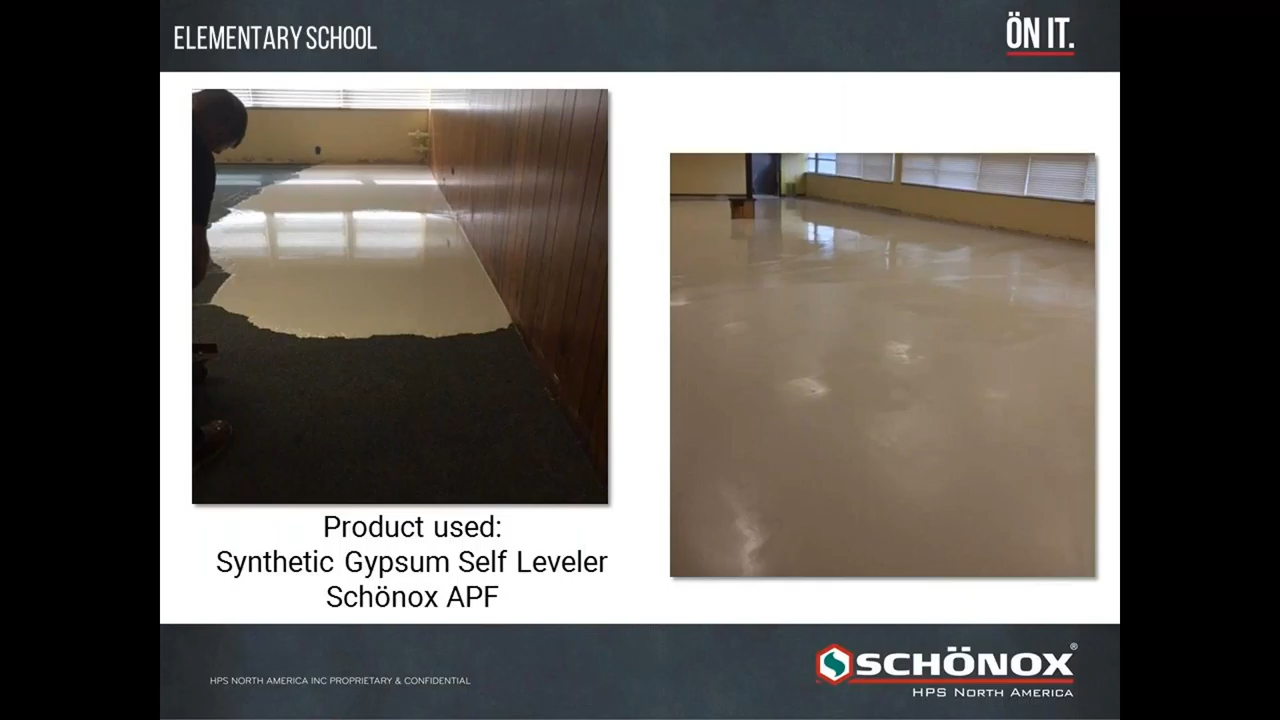 ELEMENTARY SCHOOL
ÖN IT.
Product used:
Synthetic Gypsum Self Leveler
Schönox APF
HPS NORTH AMERICA INC PROPRIETARY & CONFIDENTIAL
SCHÖNOX®
HPS NORTH AMERICA